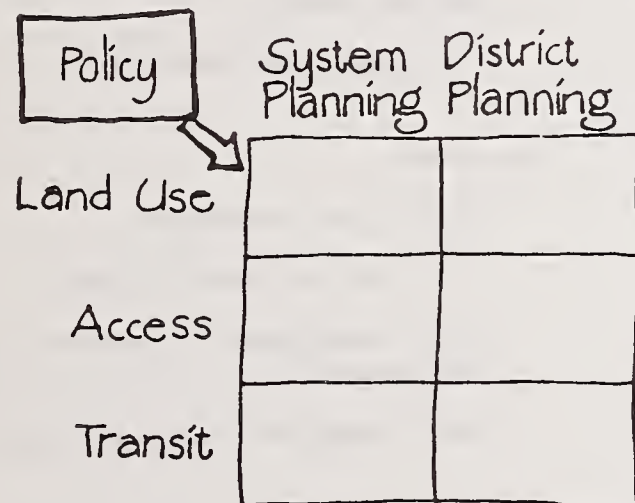 Policy
System District
Planning Planning
Land Use
Access
Transit